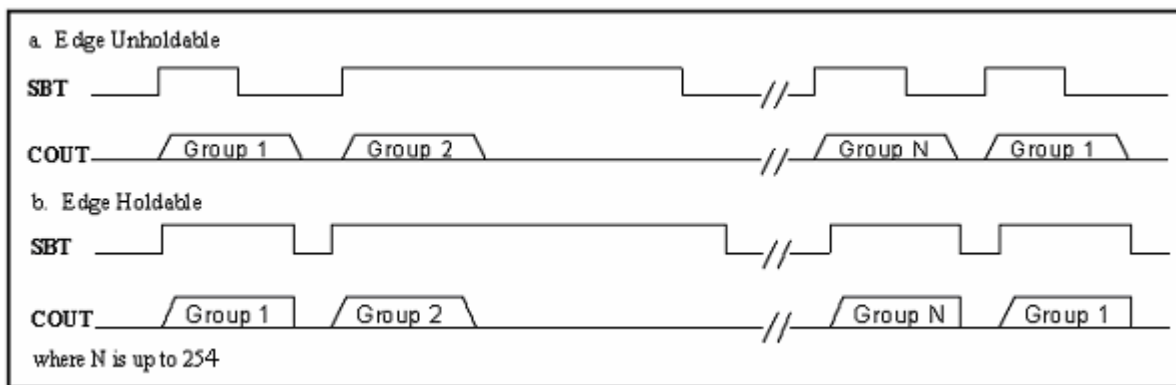 a. Edge Unholdable
SBT
COUT
Group 1
Group 2
Group N
Group 1
b. Edge Holdable
SBT
COUT
Group 1
Group 2
Group N
Group 1
where N is up to 254